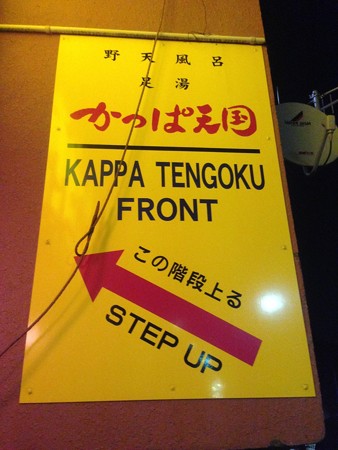 野天風呂
足湯
かっぱ天国
KAPPA TENGOKU
FRONT
この階段上る
STEP UP